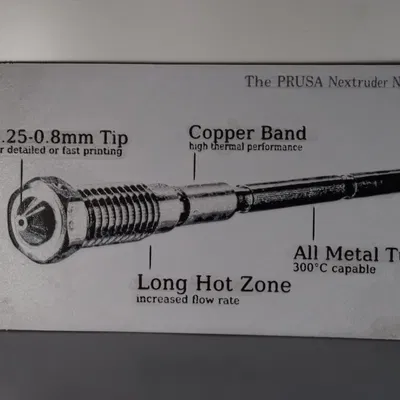 The PRUSA Nextruder N
.25-0.8mm Tip
r detailed or fast printing
Copper Band
high thermal performance
All Metal T
300°C capable
Long Hot Zone
increased flow rate